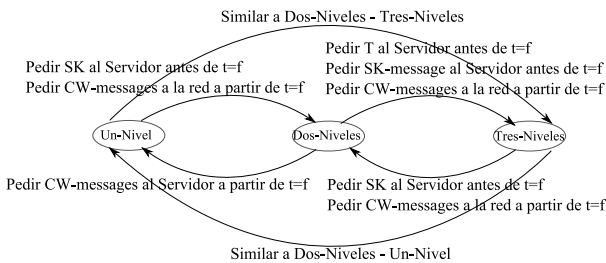 Similar a Dos-Niveles - Tres-Niveles
Pedir SK al Servidor antes de t=f
Pedir CW-messages a la red a partir de t=f
Pedir T al Servidor antes de t=f
Pedir SK-message al Servidor antes de t=f
Pedir CW-messages a la red a partir de t=f
Un-Nivel
Dos-Niveles
Tres-Niveles
Pedir CW-messages al Servidor a partir de t=f
Pedir SK al Servidor antes de t=f
Pedir CW-messages a la red a partir de t=f
Similar a Dos-Niveles - Un-Nivel